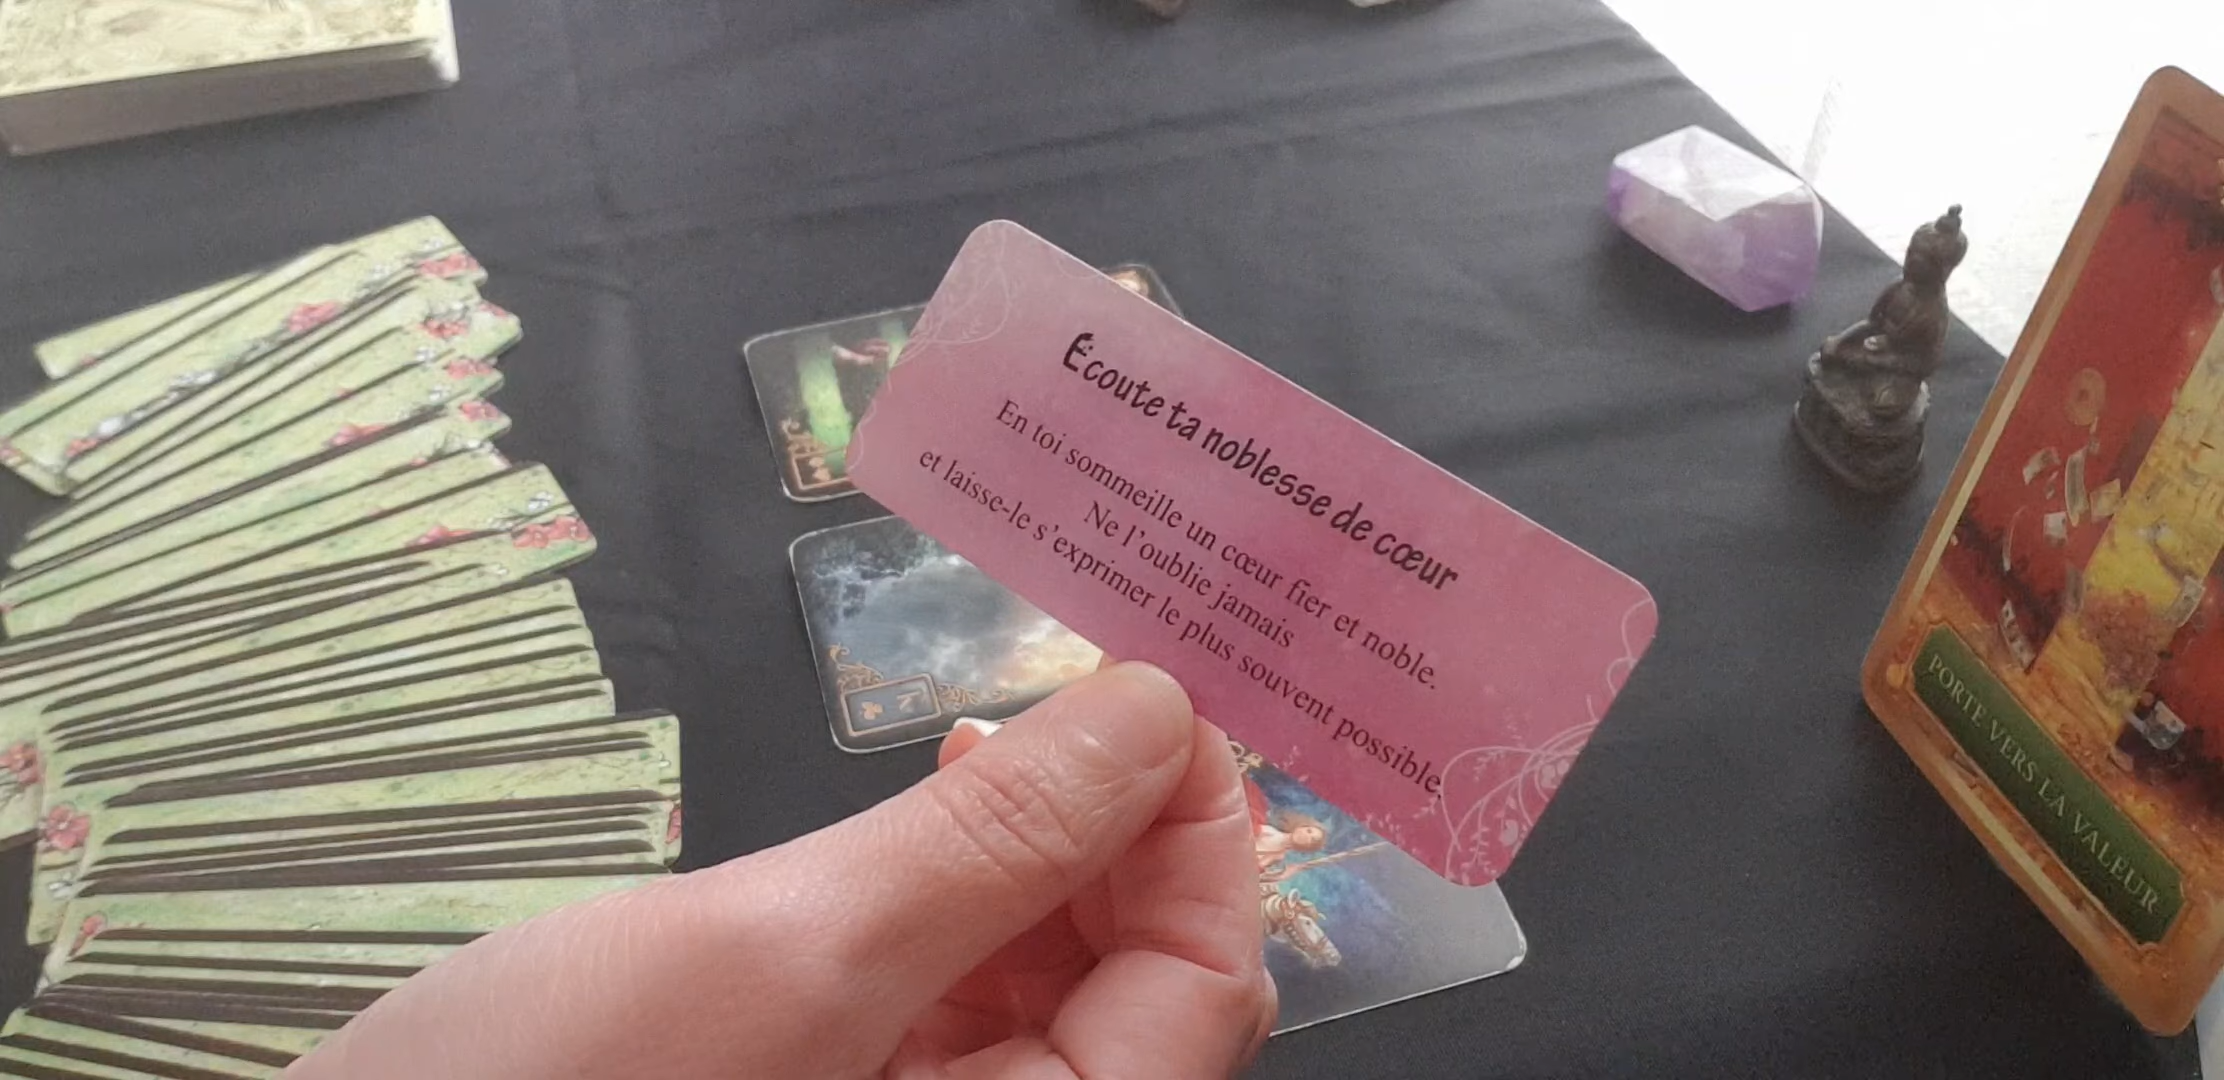 Écoute ta noblesse de cœur
En toi sommeille un cœur fier et noble.
Ne l'oublie jamais
et laisse-le s'exprimer le plus souvent possible.
PORTE VERS LA VALEUR